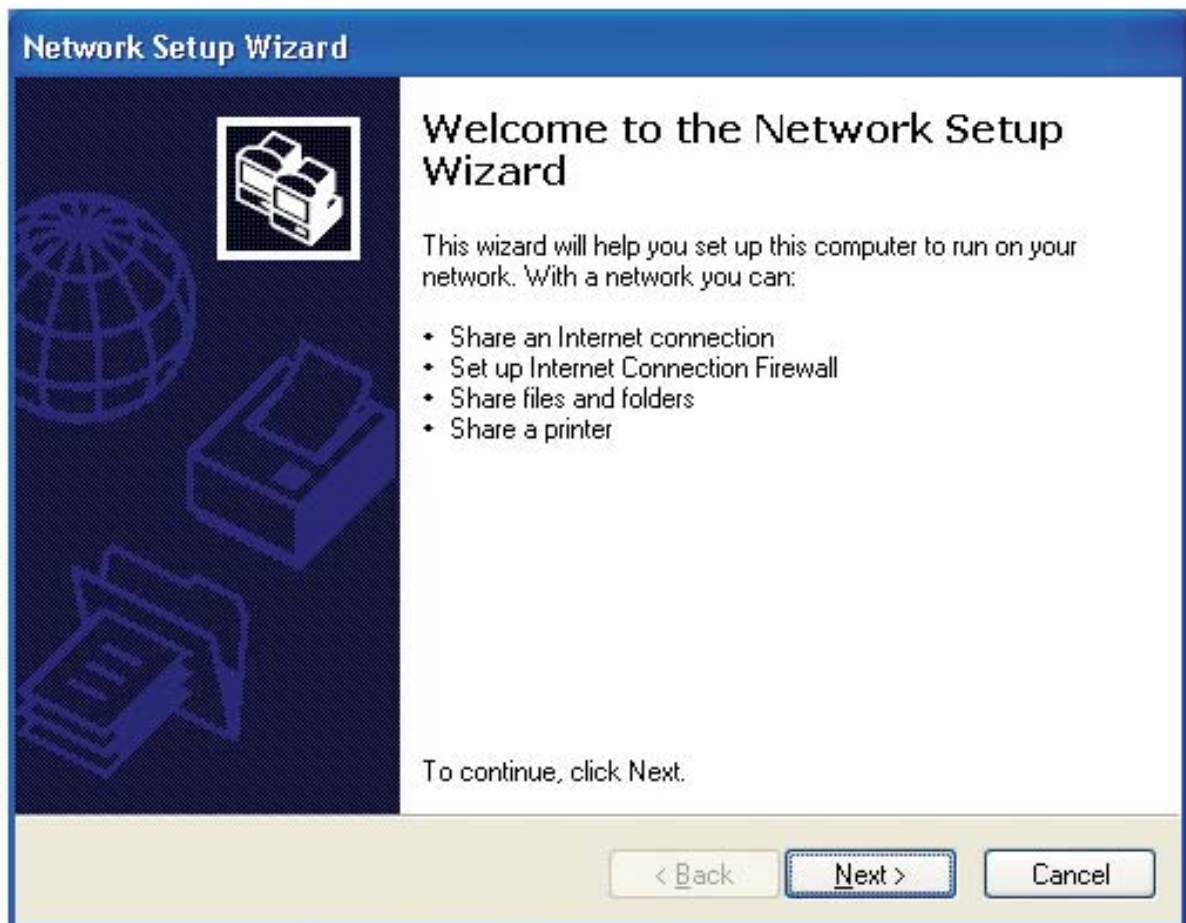 Network Setup Wizard
Welcome to the Network Setup
Wizard
This wizard will help you set up this computer to run on your
network. With a network you can:
• Share an Internet connection
• Set up Internet Connection Firewall
• Share files and folders
• Share a printer
To continue, click Next.
< Back
Next >
Cancel